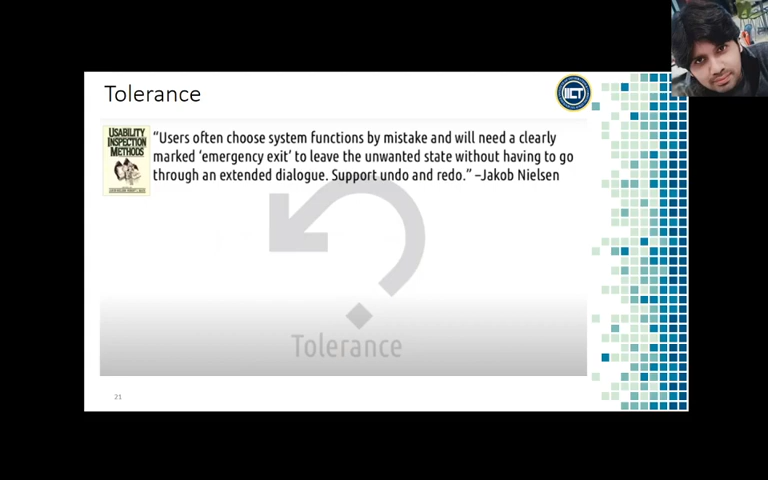 Tolerance
IICT
USABILITY
INSPECTION
METHODS
"Users often choose system functions by mistake and will need a clearly
marked 'emergency exit' to leave the unwanted state without having to go
through an extended dialogue. Support undo and redo." –Jakob Nielsen
Tolerance
21